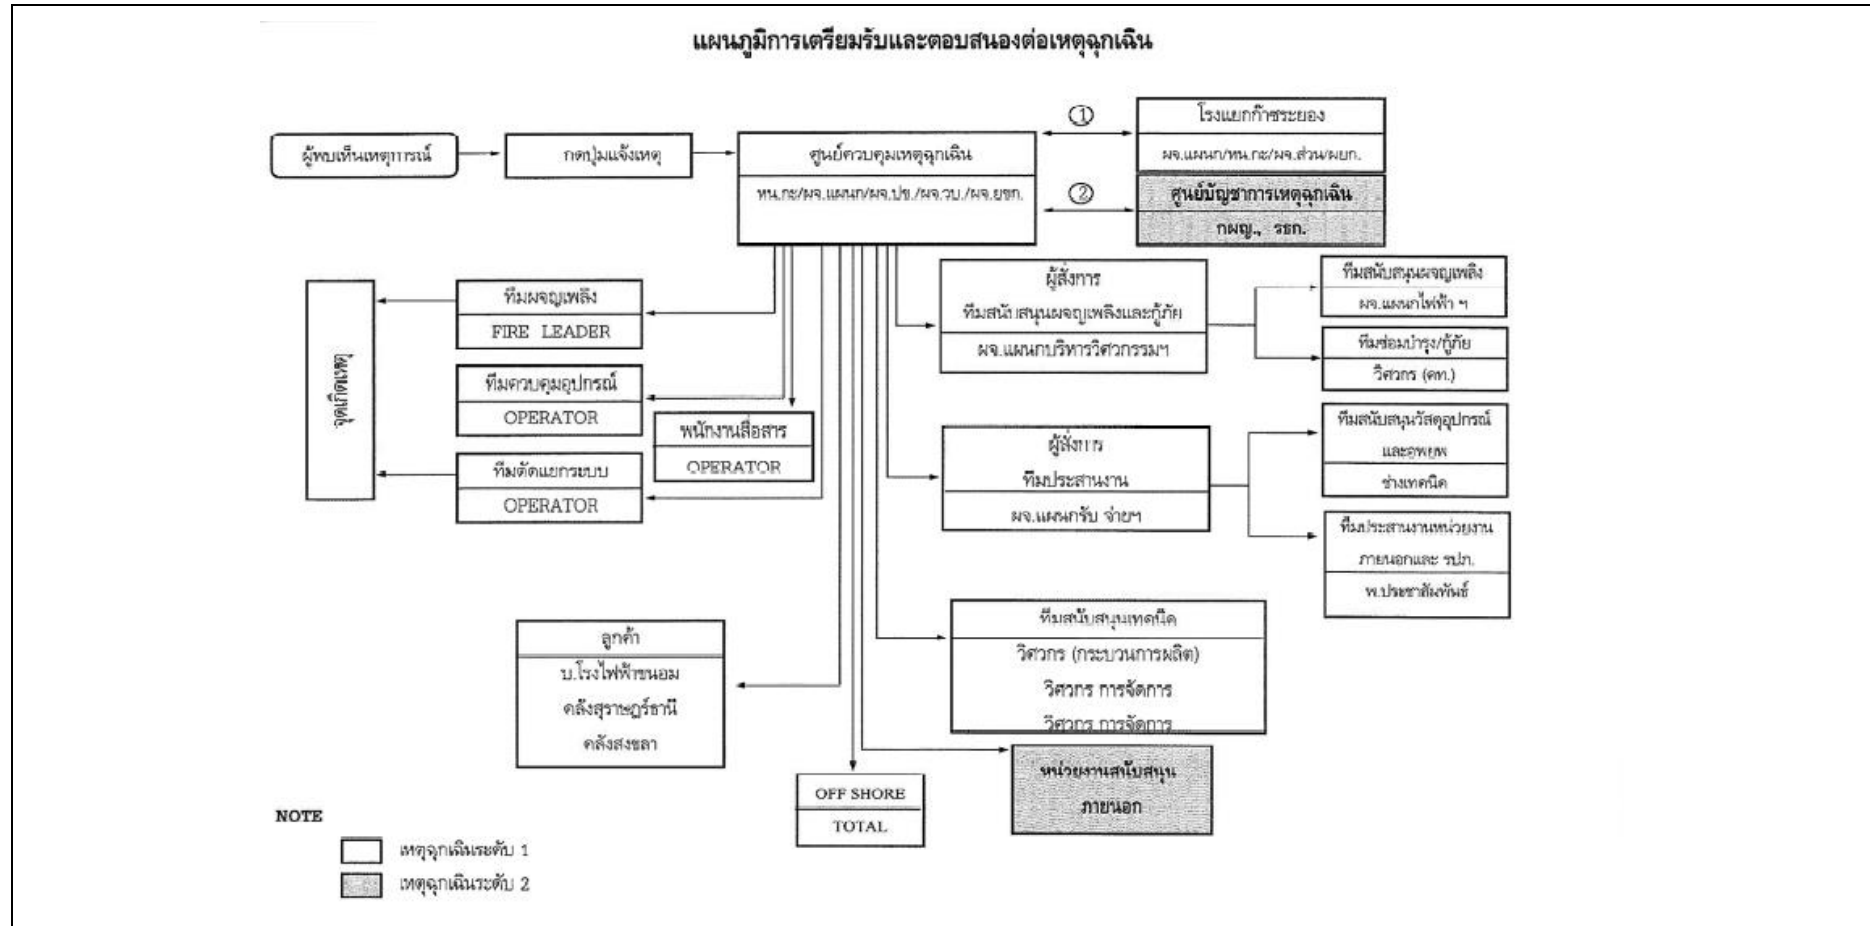 แผนภูมิการเตรียมรับและตอบสนองต่อเหตุฉุกเฉิน
ผู้พบเห็นเหตุการณ์
กดปุ่มแจ้งเหตุ
ศูนย์ควบคุมเหตุฉุกเฉิน
หน.กะ/ผจ.แผนก/ผจ.ปข./ผจ.วบ./ผจ.ยขก.
①
โรงแยกก๊าซระยอง
ผจ.แผนก/หน.กะ/ผจ.ส่วน/ผยก.
②
ศูนย์บัญชาการเหตุฉุกเฉิน
กผญ., รธก.
จุดเกิดเหตุ
ทีมผจญเพลิง
FIRE LEADER
ทีมควบคุมอุปกรณ์
OPERATOR
ทีมตัดแยกระบบ
OPERATOR
พนักงานสื่อสาร
OPERATOR
ผู้สั่งการ
ทีมสนับสนุนผจญเพลิงและกู้ภัย
ผจ.แผนกบริหารวิศวกรรมฯ
ทีมสนับสนุนผจญเพลิง
ผจ.แผนกไฟฟ้า ฯ
ทีมซ่อมบำรุง/กู้ภัย
วิศวกร (คท.)
ผู้สั่งการ
ทีมประสานงาน
ผจ.แผนกรับ จ่ายฯ
ทีมสนับสนุนวัสดุอุปกรณ์
และอพยพ
ช่างเทคนิค
ทีมประสานงานหน่วยงาน
ภายนอกและ รปภ.
พ.ประชาสัมพันธ์
ทีมสนับสนุนเทคนิค
วิศวกร (กระบวนการผลิต)
วิศวกร การจัดการ
วิศวกร การจัดการ
ลูกค้า
บ.โรงไฟฟ้าขนอม
คลังสุราษฎร์ธานี
คลังสงขลา
OFF SHORE
TOTAL
หน่วยงานสนับสนุน
ภายนอก
NOTE
เหตุฉุกเฉินระดับ 1
เหตุฉุกเฉินระดับ 2